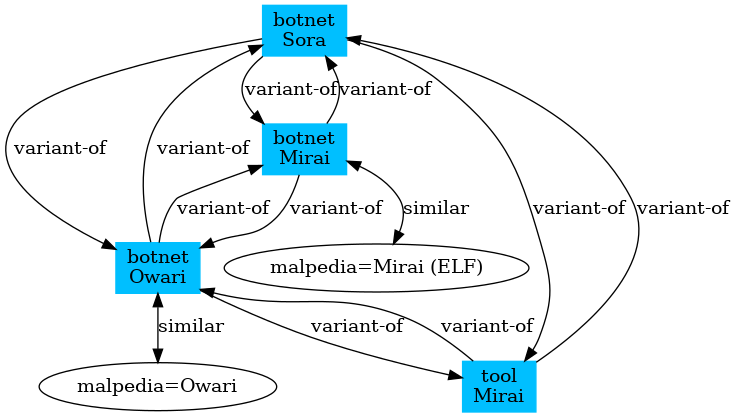 botnet
Sora
variant-of
variant-of
botnet
Mirai
variant-of
variant-of
variant-of
variant-of
similar
variant-of
variant-of
botnet
Owari
malpedia=Mirai (ELF)
similar
variant-of
variant-of
malpedia=Owari
tool
Mirai